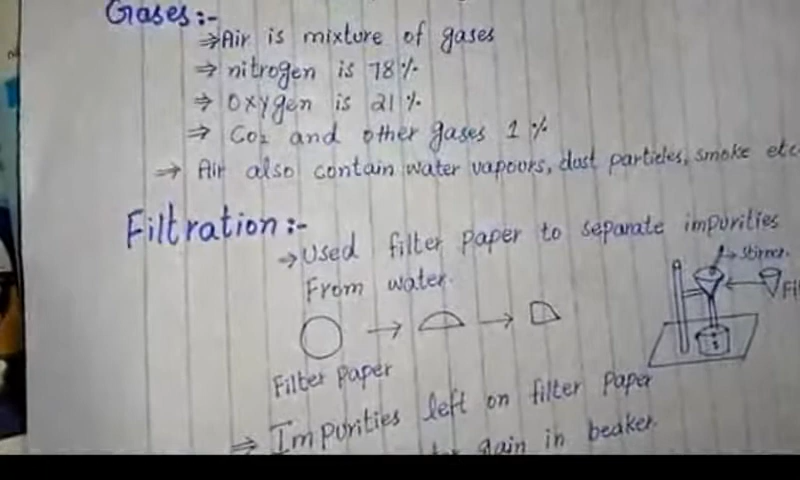 Gases:-
⇒ Air is mixture of gases
⇒ nitrogen is 78%
⇒ Oxygen is 21%
⇒ CO₂ and other gases 1%
⇒ Air also contain water vapours, dust particles, smoke etc
Filtration:-
⇒ Used filter paper to separate impurities
From water.
→ stirrer.
Filter paper
⇒ Impurities left on filter paper
gain in beaker.